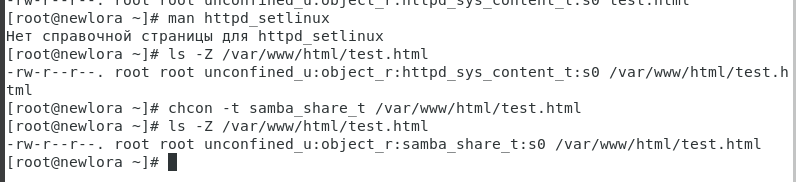 -rw-r--r--. root root unconfined_u:object_r:httpd_sys_content_t:s0 test.html
[root@newlora ~]# man httpd_setlinux
Нет справочной страницы для httpd_setlinux
[root@newlora ~]# ls -Z /var/www/html/test.html
-rw-r--r--. root root unconfined_u:object_r:httpd_sys_content_t:s0 /var/www/html/test.h
tml
[root@newlora ~]# chcon -t samba_share_t /var/www/html/test.html
[root@newlora ~]# ls -Z /var/www/html/test.html
-rw-r--r--. root root unconfined_u:object_r:samba_share_t:s0 /var/www/html/test.html
[root@newlora ~]#